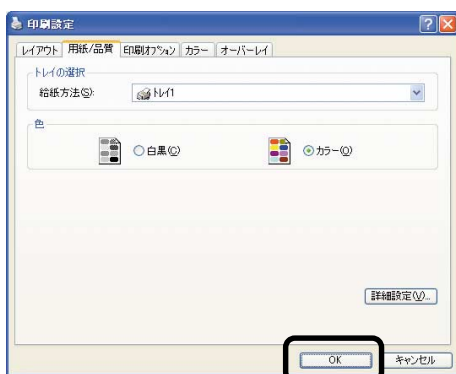 印刷設定
レイアウト 用紙/品質 印刷オプション カラー オーバーレイ
トレイの選択
給紙方法(S): トレイ1
色
白黒(C) カラー(O)
詳細設定(V)...
OK キャンセル